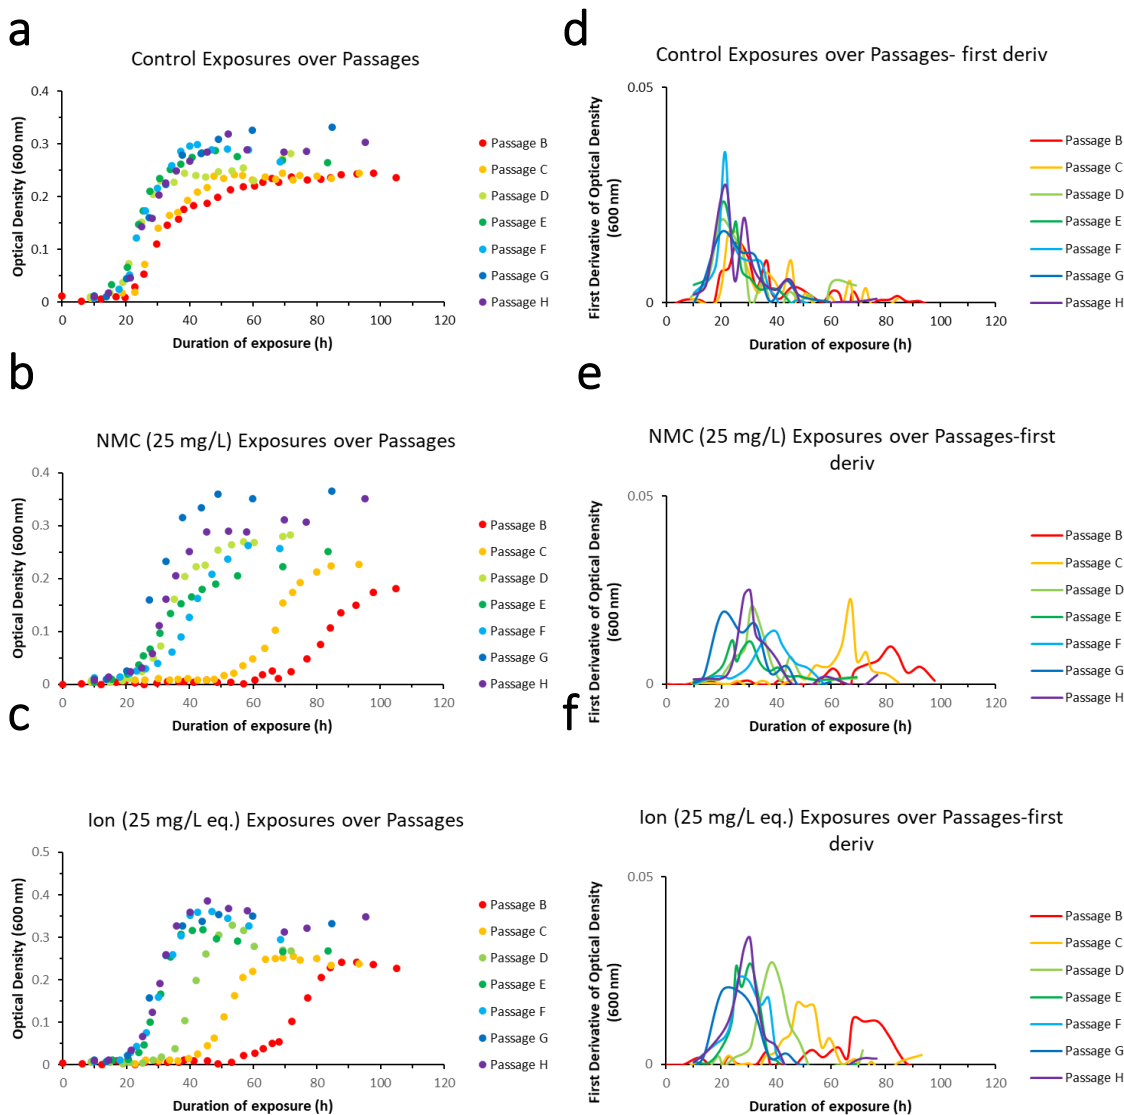 a
Control Exposures over Passages
Optical Density (600 nm)
0.4
0.3
0.2
0.1
0
0 20 40 60 80 100 120
Duration of exposure (h)
Passage B
Passage C
Passage D
Passage E
Passage F
Passage G
Passage H
d
Control Exposures over Passages- first deriv
First Derivative of Optical Density
(600 nm)
0.05
0
0 20 40 60 80 100 120
Duration of exposure (h)
Passage B
Passage C
Passage D
Passage E
Passage F
Passage G
Passage H
b
NMC (25 mg/L) Exposures over Passages
Optical Density (600 nm)
0.4
0.3
0.2
0.1
0
0 20 40 60 80 100 120
Duration of exposure (h)
Passage B
Passage C
Passage D
Passage E
Passage F
Passage G
Passage H
e
NMC (25 mg/L) Exposures over Passages-first
deriv
First Derivative of Optical Density
(600 nm)
0.05
0
0 20 40 60 80 100 120
Duration of exposure (h)
Passage B
Passage C
Passage D
Passage E
Passage F
Passage G
Passage H
c
Ion (25 mg/L eq.) Exposures over Passages
Optical Density (600 nm)
0.5
0.4
0.3
0.2
0.1
0
0 20 40 60 80 100 120
Duration of exposure (h)
Passage B
Passage C
Passage D
Passage E
Passage F
Passage G
Passage H
f
Ion (25 mg/L eq.) Exposures over Passages-first
deriv
First Derivative of Optical Density
(600 nm)
0.05
0
0 20 40 60 80 100 120
Duration of exposure (h)
Passage B
Passage C
Passage D
Passage E
Passage F
Passage G
Passage H